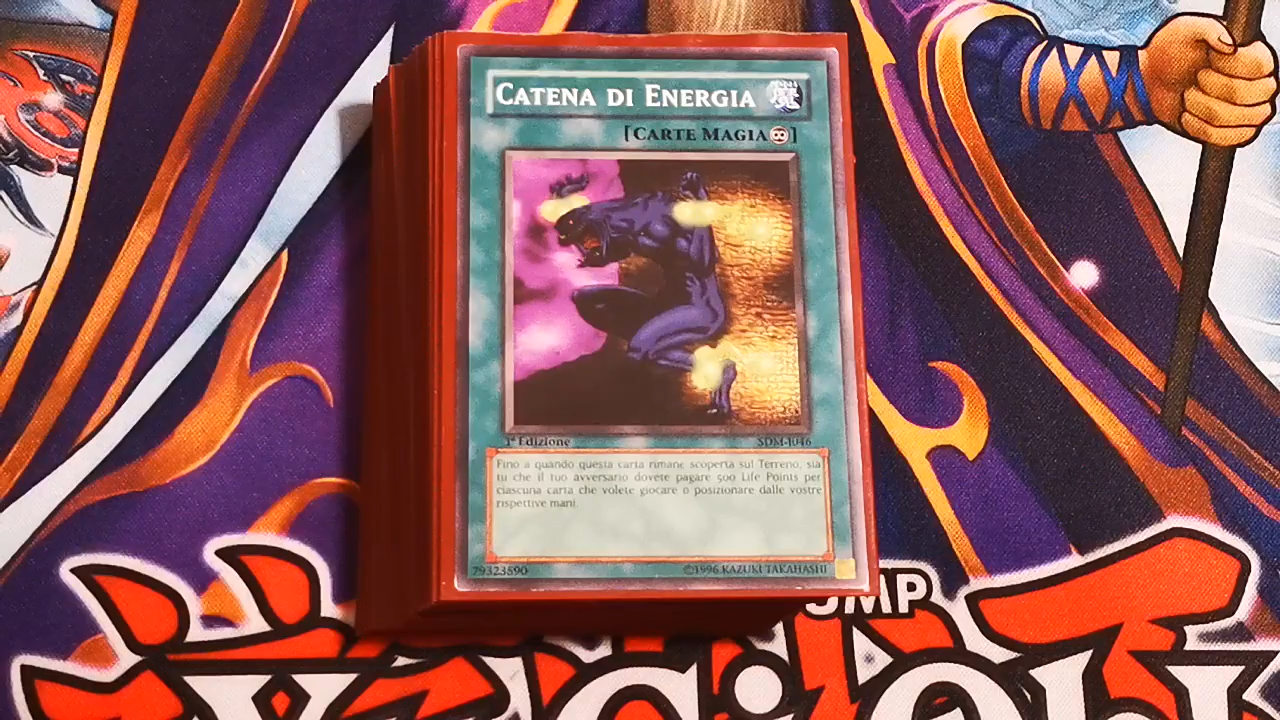 CATENA DI ENERGIA
[CARTE MAGIA]
1ª Edizione SDM-I046
Fino a quando questa carta rimane scoperta sul Terreno, sia
tu che il tuo avversario dovete pagare 500 Life Points per
ciascuna carta che volete giocare o posizionare dalle vostre
rispettive mani.
79323590 ©1996 KAZUKI TAKAHASHI
JUMP